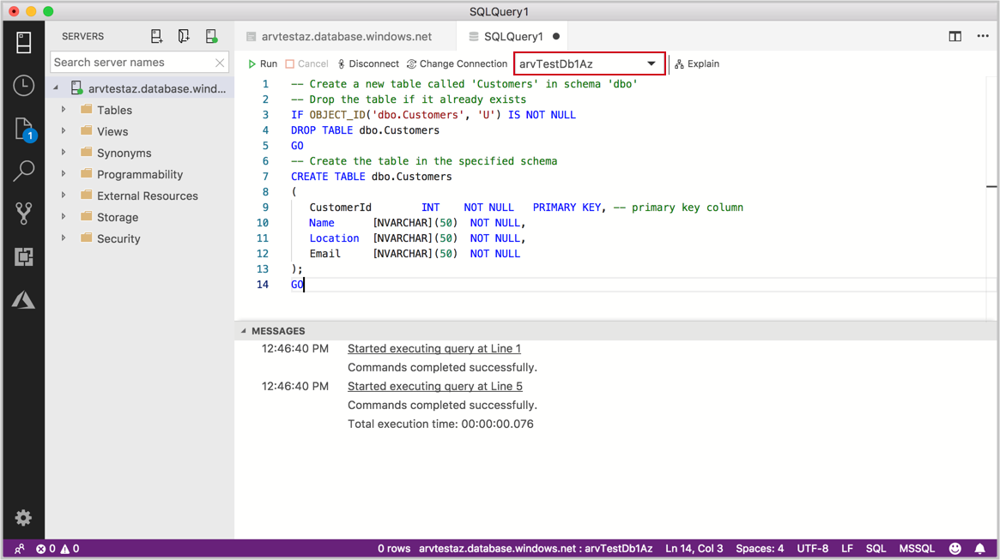 SQLQuery1
SERVERS
Search server names
arvtestaz.database.wind...
Tables
Views
Synonyms
Programmability
External Resources
Storage
Security
1
arvtestaz.database.windows.net
SQLQuery1
Run
Cancel
Disconnect
Change Connection
arvTestDb1Az
Explain
1 -- Create a new table called 'Customers' in schema 'dbo'
2 -- Drop the table if it already exists
3 IF OBJECT_ID('dbo.Customers', 'U') IS NOT NULL
4 DROP TABLE dbo.Customers
5 GO
6 -- Create the table in the specified schema
7 CREATE TABLE dbo.Customers
8 (
9 CustomerId INT NOT NULL PRIMARY KEY, -- primary key column
10 Name [NVARCHAR](50) NOT NULL,
11 Location [NVARCHAR](50) NOT NULL,
12 Email [NVARCHAR](50) NOT NULL
13 );
14 GO
MESSAGES
12:46:40 PM Started executing query at Line 1
Commands completed successfully.
12:46:40 PM Started executing query at Line 5
Commands completed successfully.
Total execution time: 00:00:00.076
0 0 0 rows arvtestaz.database.windows.net : arvTestDb1Az Ln 14, Col 3 Spaces: 4 UTF-8 LF SQL MSSQL